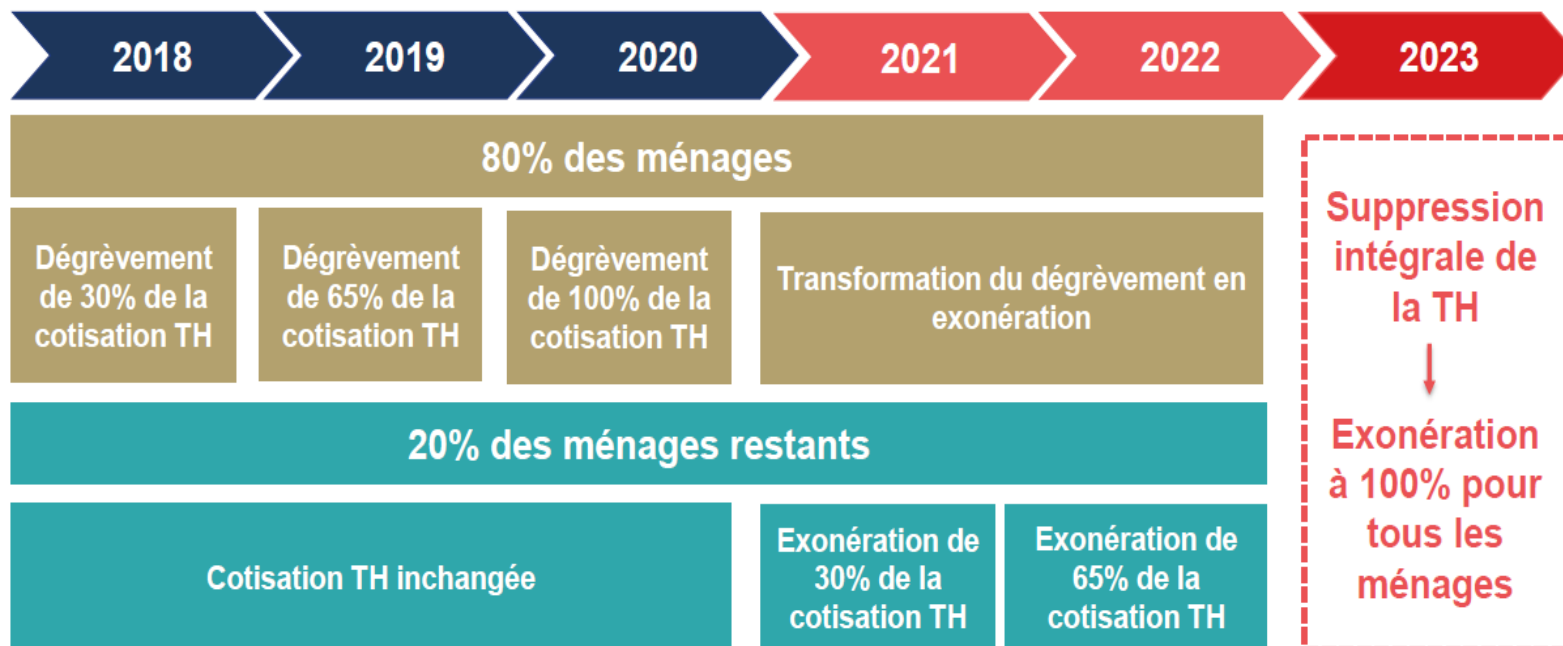 2018 2019 2020 2021 2022 2023
80% des ménages
Dégrèvement
de 30% de la
cotisation TH
Dégrèvement
de 65% de la
cotisation TH
Dégrèvement
de 100% de la
cotisation TH
Transformation du dégrèvement en
exonération
20% des ménages restants
Cotisation TH inchangée
Exonération de
30% de la
cotisation TH
Exonération de
65% de la
cotisation TH
Suppression
intégrale de
la TH
Exonération
à 100% pour
tous les
ménages